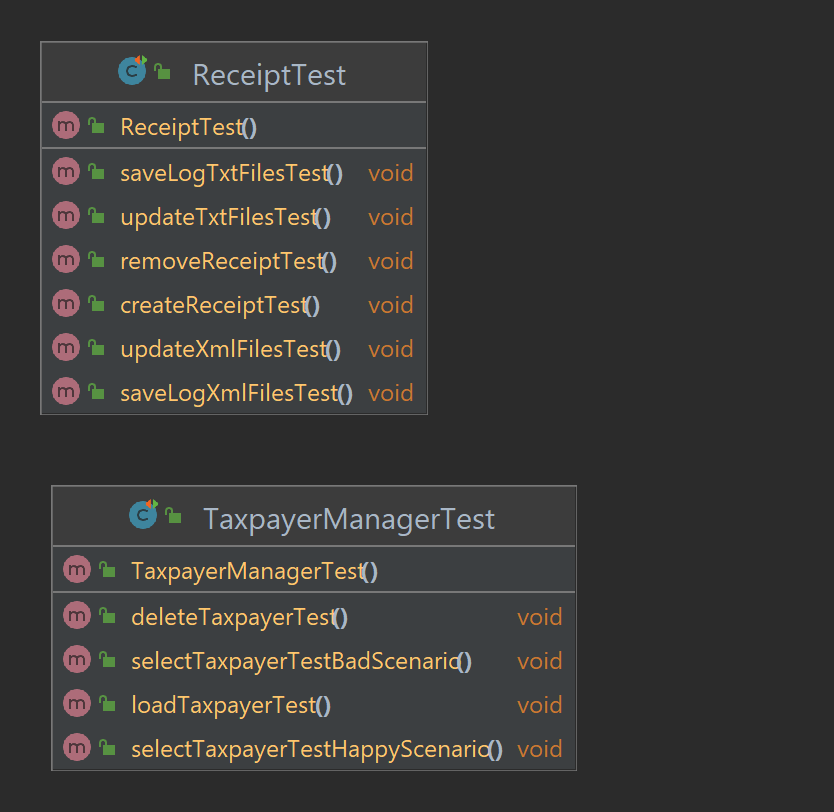 ReceiptTest
ReceiptTest()
saveLogTxtFilesTest() void
updateTxtFilesTest() void
removeReceiptTest() void
createReceiptTest() void
updateXmlFilesTest() void
saveLogXmlFilesTest() void
TaxpayerManagerTest
TaxpayerManagerTest()
deleteTaxpayerTest() void
selectTaxpayerTestBadScenario() void
loadTaxpayerTest() void
selectTaxpayerTestHappyScenario() void